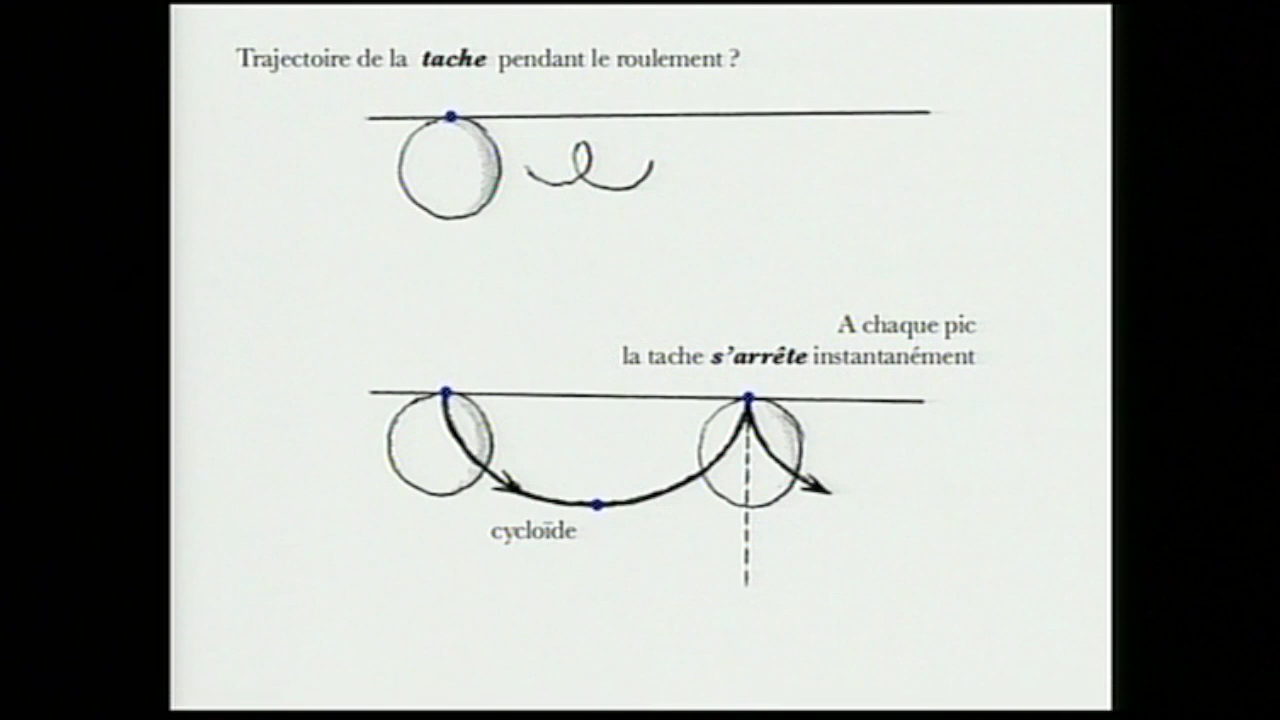 Trajectoire de la tache pendant le roulement ?
A chaque pic
la tache s'arrête instantanément
cycloïde